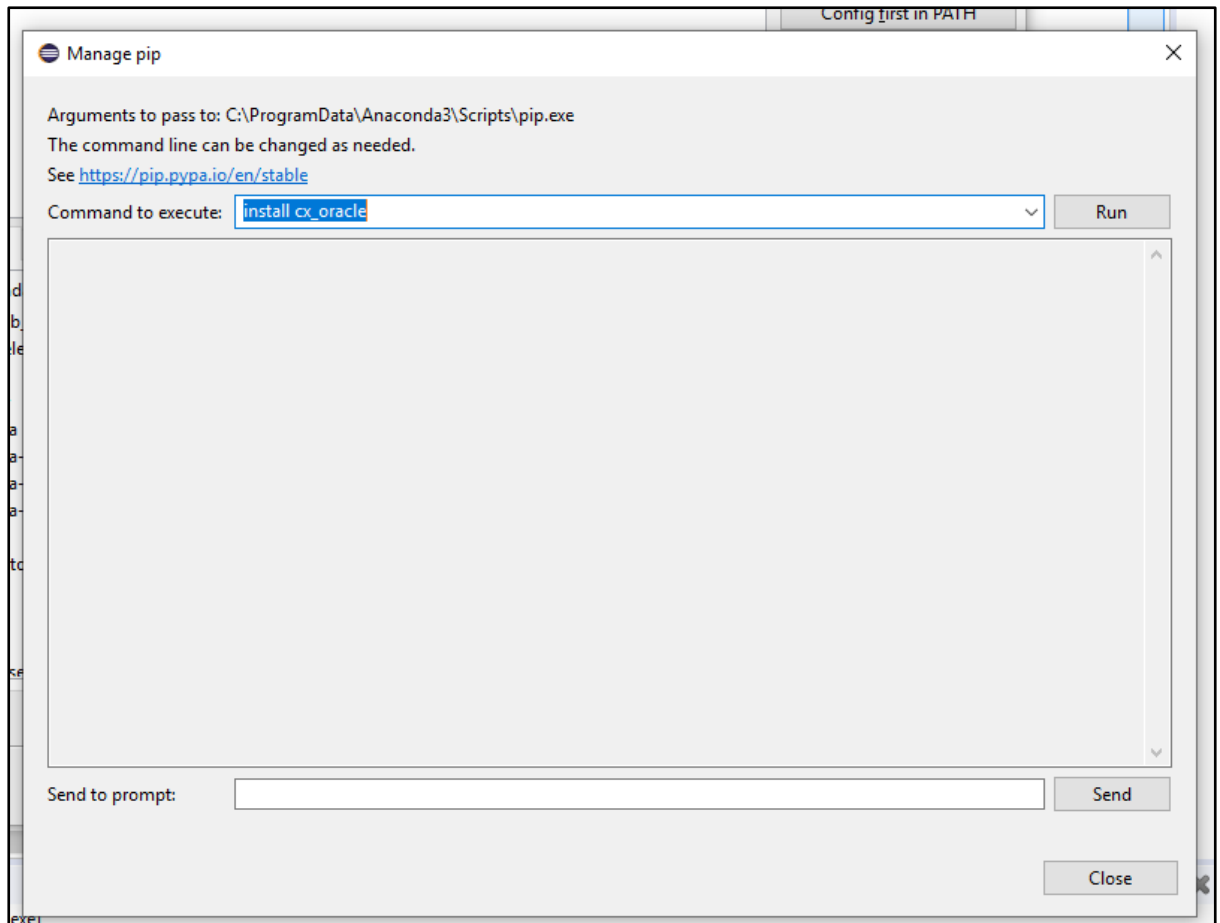 Config first in PATH
Manage pip
Arguments to pass to: C:\ProgramData\Anaconda3\Scripts\pip.exe
The command line can be changed as needed.
See https://pip.pypa.io/en/stable
Command to execute: install cx_oracle Run
Send to prompt: Send
Close